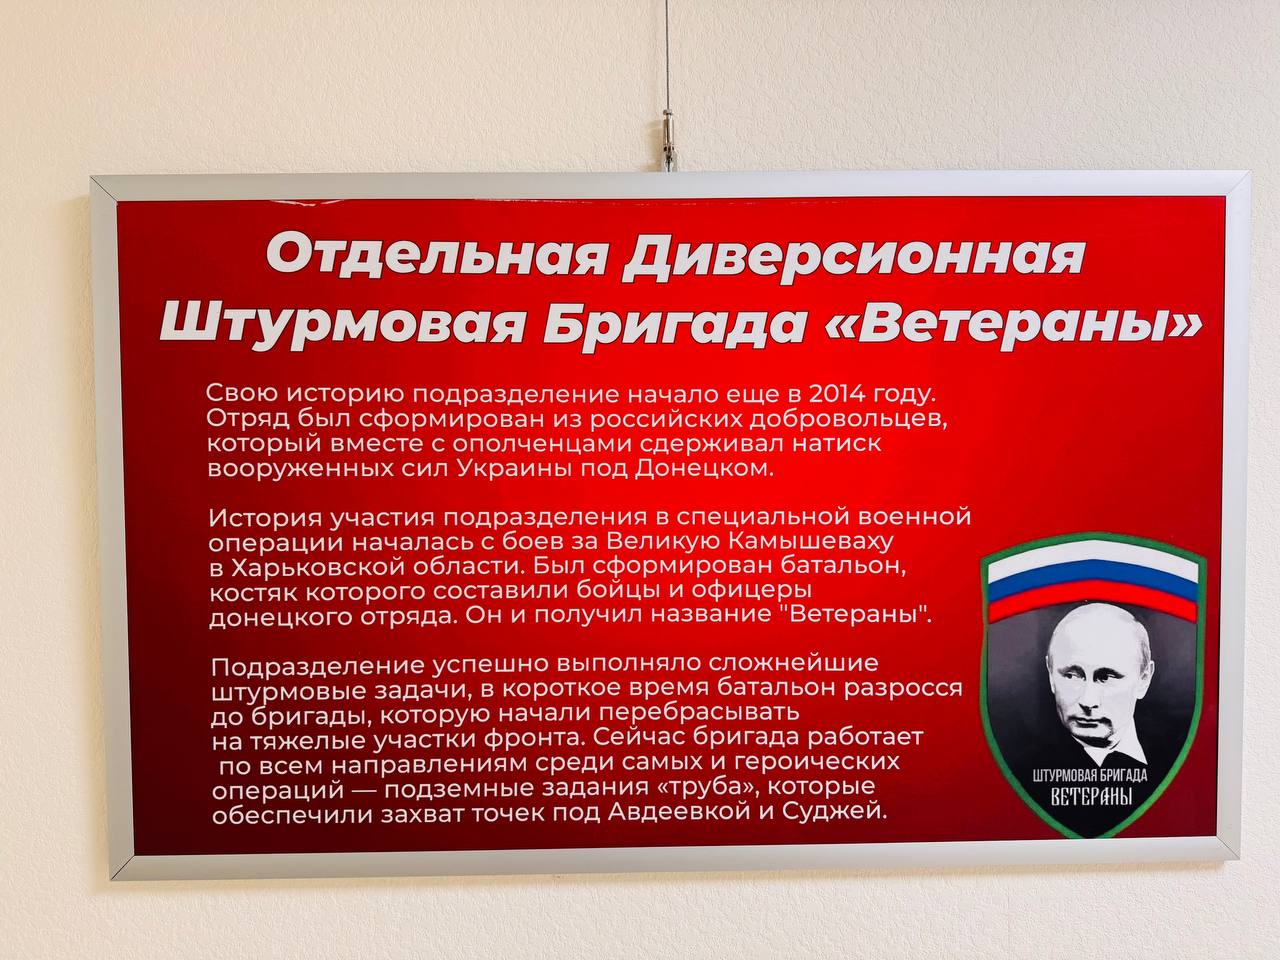 Отдельная Диверсионная
Штурмовая Бригада «Ветераны»
Свою историю подразделение начало еще в 2014 году.
Отряд был сформирован из российских добровольцев,
который вместе с ополченцами сдерживал натиск
вооруженных сил Украины под Донецком.
История участия подразделения в специальной военной
операции началась с боев за Великую Камышеваху
в Харьковской области. Был сформирован батальон,
костяк которого составили бойцы и офицеры
донецкого отряда. Он и получил название "Ветераны".
Подразделение успешно выполняло сложнейшие
штурмовые задачи, в короткое время батальон разросся
до бригады, которую начали перебрасывать
на тяжелые участки фронта. Сейчас бригада работает
по всем направлениям среди самых и героических
операций — подземные задания «труба», которые
обеспечили захват точек под Авдеевкой и Суджей.
ШТУРМОВАЯ БРИГАДА
ВЕТЕРАНЫ